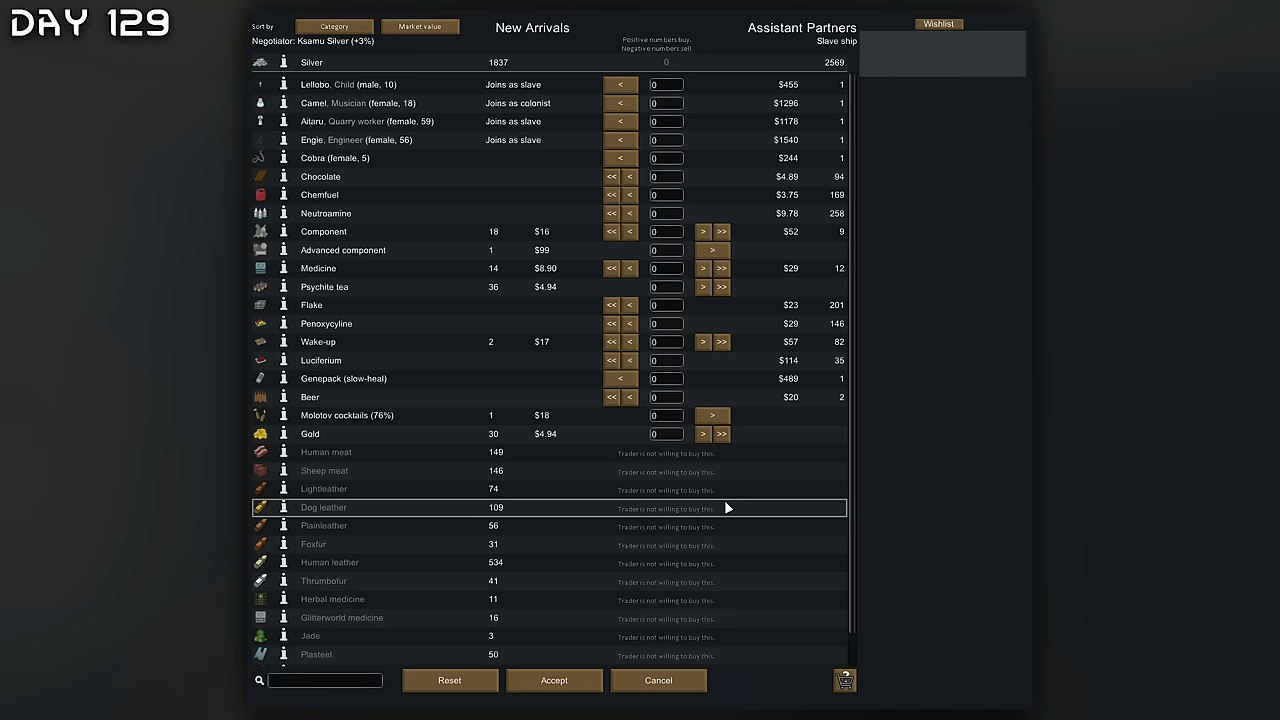 DAY 129
Sort by Category Market value New Arrivals Positive numbers buy. Negative numbers sell. Assistant Partners Wishlist
Negotiator: Ksamu Silver (+3%) Slave ship
Silver 1837 0 2569
Lellobo, Child (male, 10) Joins as slave < 0 $455 1
Camel, Musician (female, 18) Joins as colonist < 0 $1296 1
Aitaru, Quarry worker (female, 59) Joins as slave < 0 $1178 1
Engie, Engineer (female, 56) Joins as slave < 0 $1540 1
Cobra (female, 5) < 0 $244 1
Chocolate << < 0 $4.89 94
Chemfuel << < 0 $3.75 169
Neutroamine << < 0 $9.78 258
Component 18 $16 << < 0 > >> $52 9
Advanced component 1 $99 0 >
Medicine 14 $8.90 << < 0 > >> $29 12
Psychite tea 36 $4.94 0 > >>
Flake << < 0 $23 201
Penoxycyline << < 0 $29 146
Wake-up 2 $17 << < 0 > >> $57 82
Luciferium << < 0 $114 35
Genepack (slow-heal) < 0 $489 1
Beer << < 0 $20 2
Molotov cocktails (76%) 1 $18 0 >
Gold 30 $4.94 0 > >>
Human meat 149 Trader is not willing to buy this.
Sheep meat 146 Trader is not willing to buy this.
Lightleather 74 Trader is not willing to buy this.
Dog leather 109 Trader is not willing to buy this.
Plainleather 56 Trader is not willing to buy this.
Foxfur 31 Trader is not willing to buy this.
Human leather 534 Trader is not willing to buy this.
Thrumbofur 41 Trader is not willing to buy this.
Herbal medicine 11 Trader is not willing to buy this.
Glitterworld medicine 16 Trader is not willing to buy this.
Jade 3 Trader is not willing to buy this.
Plasteel 50 Trader is not willing to buy this.
Reset Accept Cancel